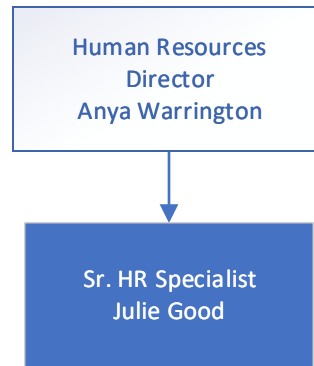 Human Resources
Director
Anya Warrington
Sr. HR Specialist
Julie Good